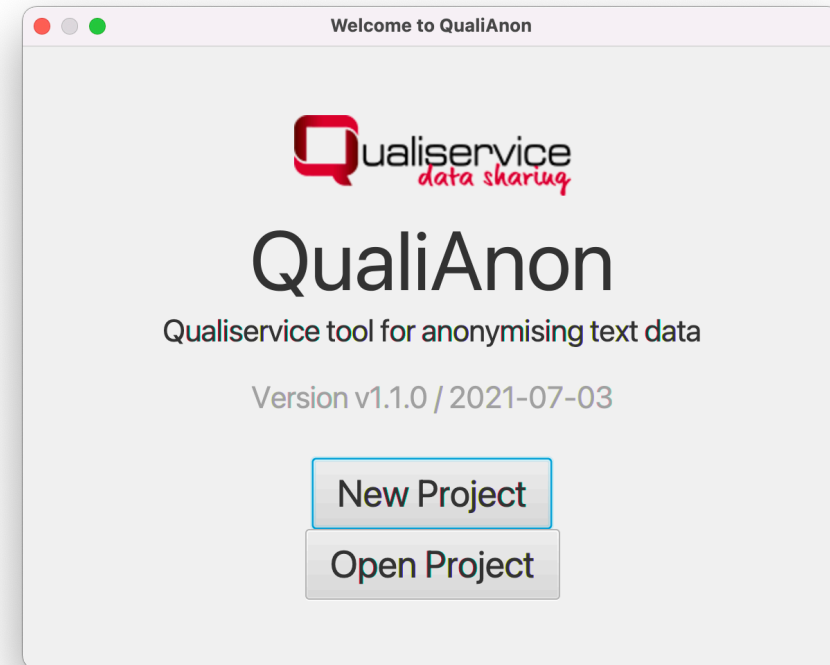 Welcome to QualiAnon
Qualiservice
data sharing
QualiAnon
Qualiservice tool for anonymising text data
Version v1.1.0 / 2021-07-03
New Project
Open Project